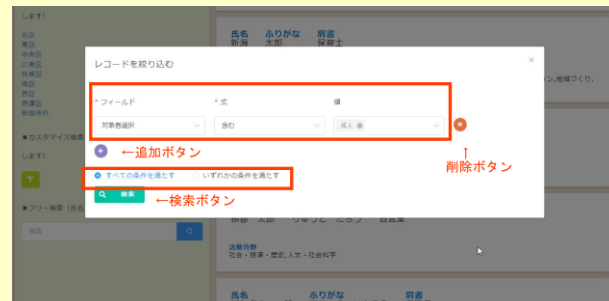 します）
氏名 ふりがな 肩書
新潟 太郎 保育士
北区
東区
中央区
江南区
秋葉区
南区
西区
西蒲区
新潟市外
レコードを絞り込む
×
* フィールド * 式 値
対象者選択 含む 成人
←追加ボタン
↑
削除ボタン
すべての条件を満たす いずれかの条件を満たす
検索
←検索ボタン
■カスタマイズ検索
します）
■フリー検索（氏名
検索
ン,地域づくり,
活動分野
社会・経済・歴史,人文・社会科学
氏名 ふりがな 肩書